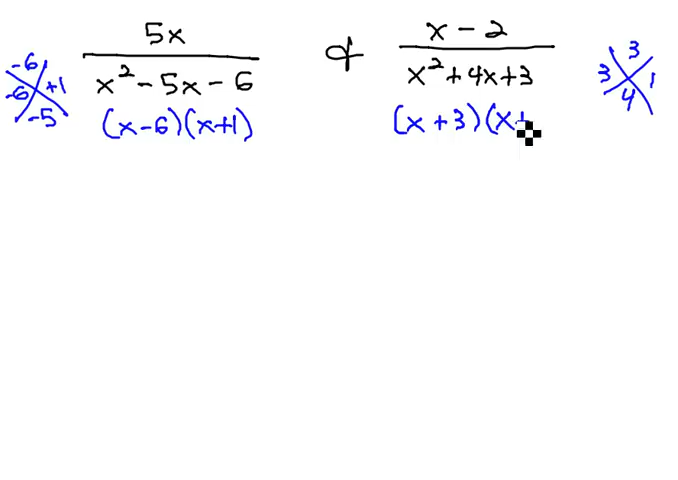 5x & x - 2
-6 x² - 5x - 6 x² + 4x + 3 3
-6 +1 3 1
-5 (x-6)(x+1) (x + 3)(x+ 4